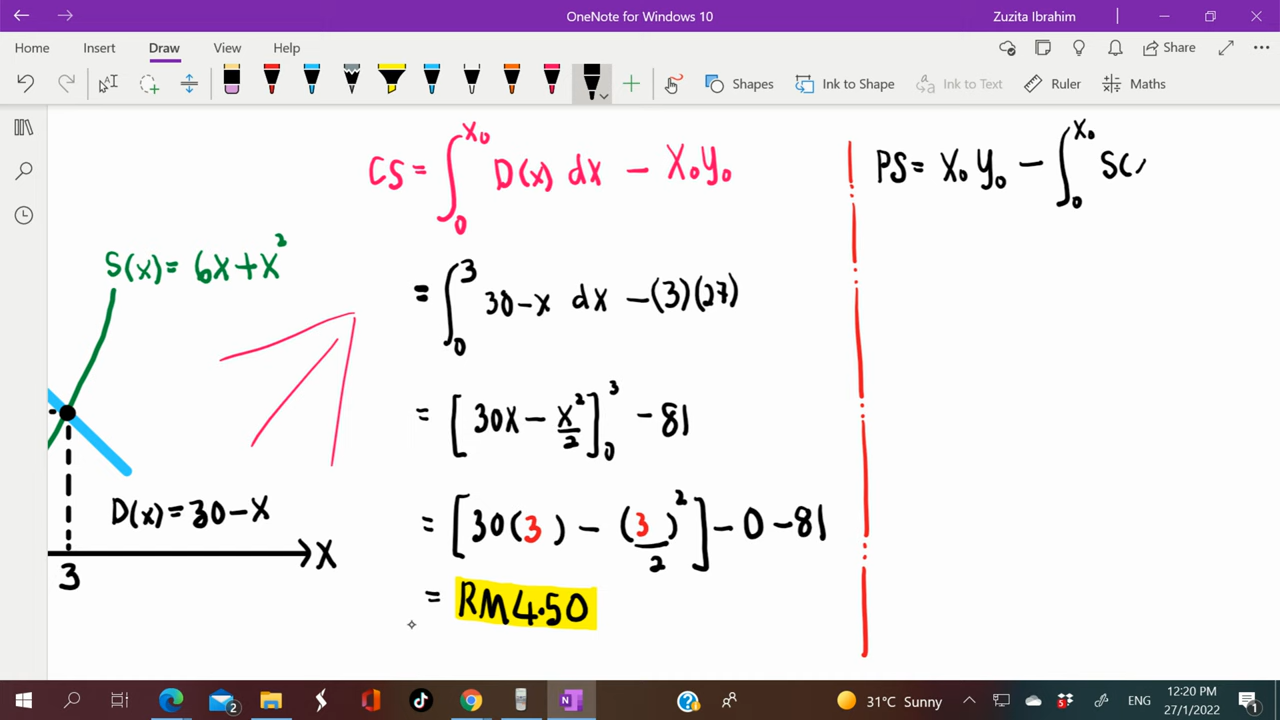 OneNote for Windows 10
Zuzita Ibrahim
Home Insert Draw View Help
Share
Shapes
Ink to Shape
Ink to Text
Ruler
Maths
CS = ∫₀^x₀ D(x) dx - x₀y₀
PS = x₀y₀ - ∫₀^x₀ S(
S(x) = 6x + x²
= ∫₀³ 30 - x dx - (3)(27)
= [30x - x²/2]₀³ - 81
D(x) = 30 - x
= [30(3) - (3)²/2] - 0 - 81
x
3
= RM4.50
2
5
31°C Sunny
ENG
12:20 PM
27/1/2022
1